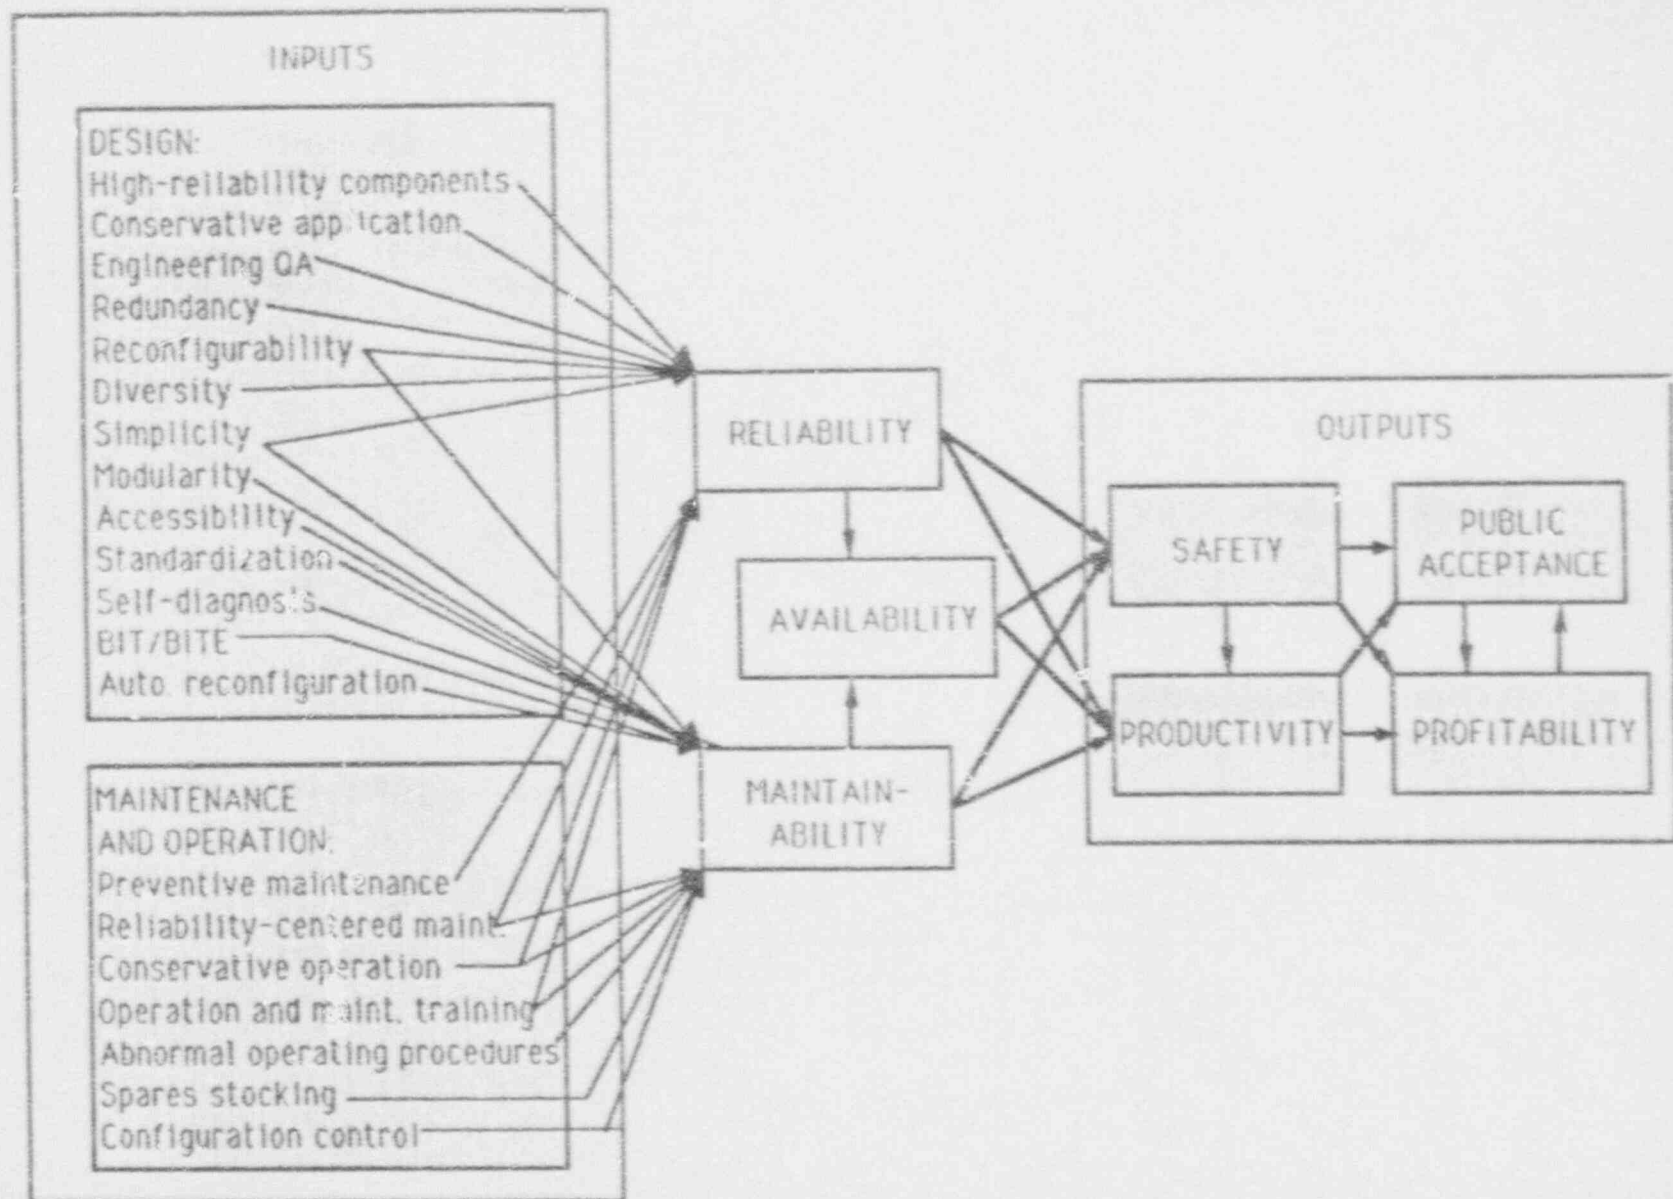 INPUTS
DESIGN:
High-reliability components
Conservative application
Engineering QA
Redundancy
Reconfigurability
Diversity
Simplicity
Modularity
Accessibility
Standardization
Self-diagnosis
BIT/BITE
Auto. reconfiguration
MAINTENANCE
AND OPERATION:
Preventive maintenance
Reliability-centered maint.
Conservative operation
Operation and maint. training
Abnormal operating procedures
Spares stocking
Configuration control
RELIABILITY
AVAILABILITY
MAINTAIN-
ABILITY
OUTPUTS
SAFETY
PUBLIC
ACCEPTANCE
PRODUCTIVITY
PROFITABILITY